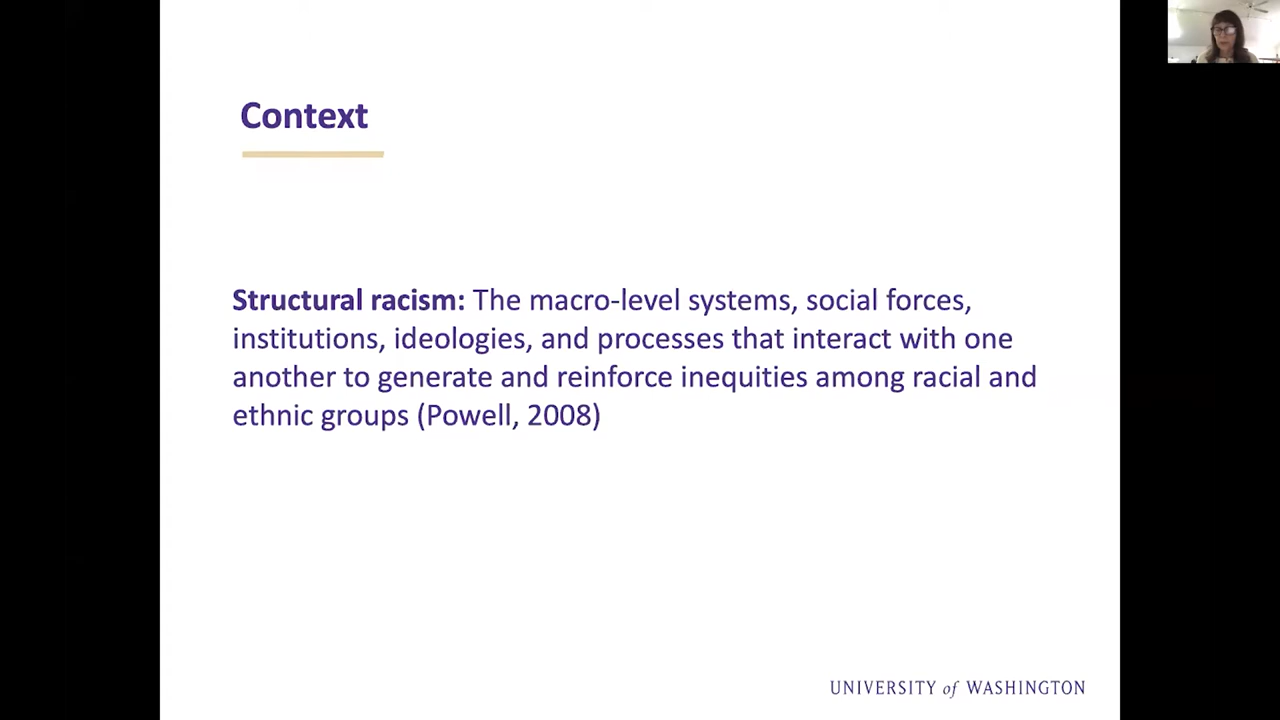 Context
Structural racism: The macro-level systems, social forces,
institutions, ideologies, and processes that interact with one
another to generate and reinforce inequities among racial and
ethnic groups (Powell, 2008)
UNIVERSITY of WASHINGTON